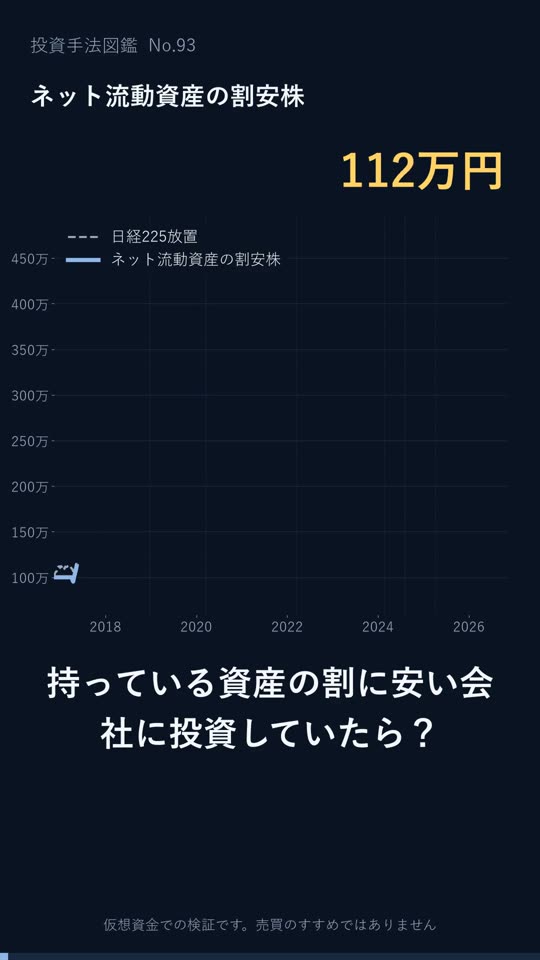 投資手法図鑑 No.93
ネット流動資産の割安株
112万円
日経225放置
ネット流動資産の割安株
450万
400万
350万
300万
250万
200万
150万
100万
2018 2020 2022 2024 2026
持っている資産の割に安い会
社に投資していたら？
仮想資金での検証です。売買のすすめではありません